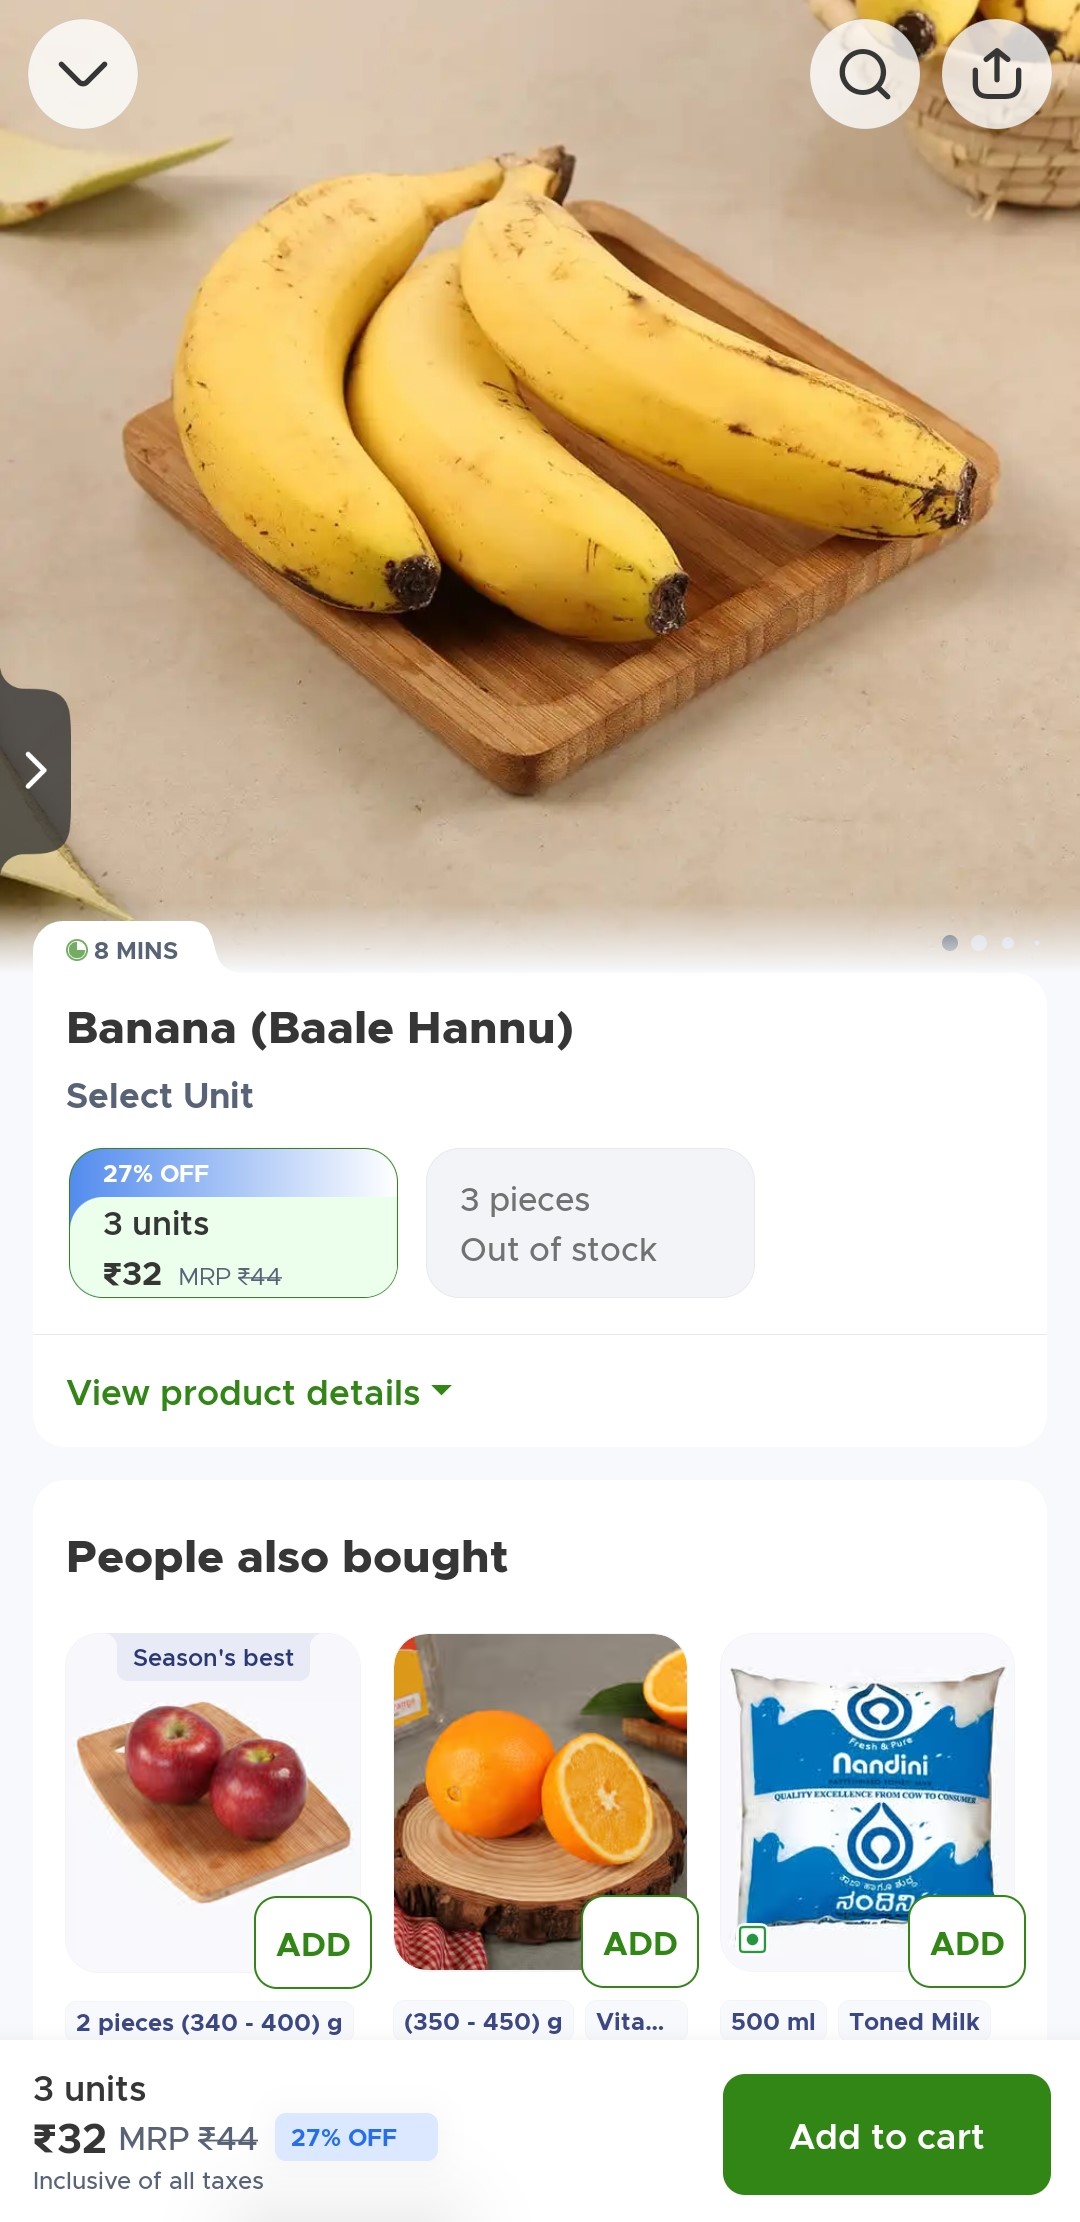 8 MINS
Banana (Baale Hannu)
Select Unit
27% OFF
3 units
₹32 MRP ₹44
3 pieces
Out of stock
View product details
People also bought
Season's best
Fresh & Pure
Nandini
QUALITY EXCELLENCE FROM COW TO CONSUMER
ADD
ADD
ADD
2 pieces (340 - 400) g
(350 - 450) g
Vita...
500 ml
Toned Milk
3 units
₹32 MRP ₹44 27% OFF
Inclusive of all taxes
Add to cart